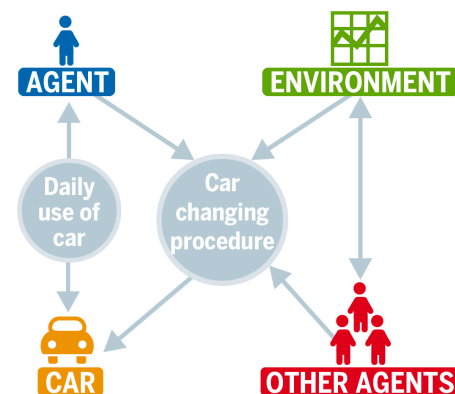 AGENT
ENVIRONMENT
Daily
use of
car
Car
changing
procedure
CAR
OTHER AGENTS